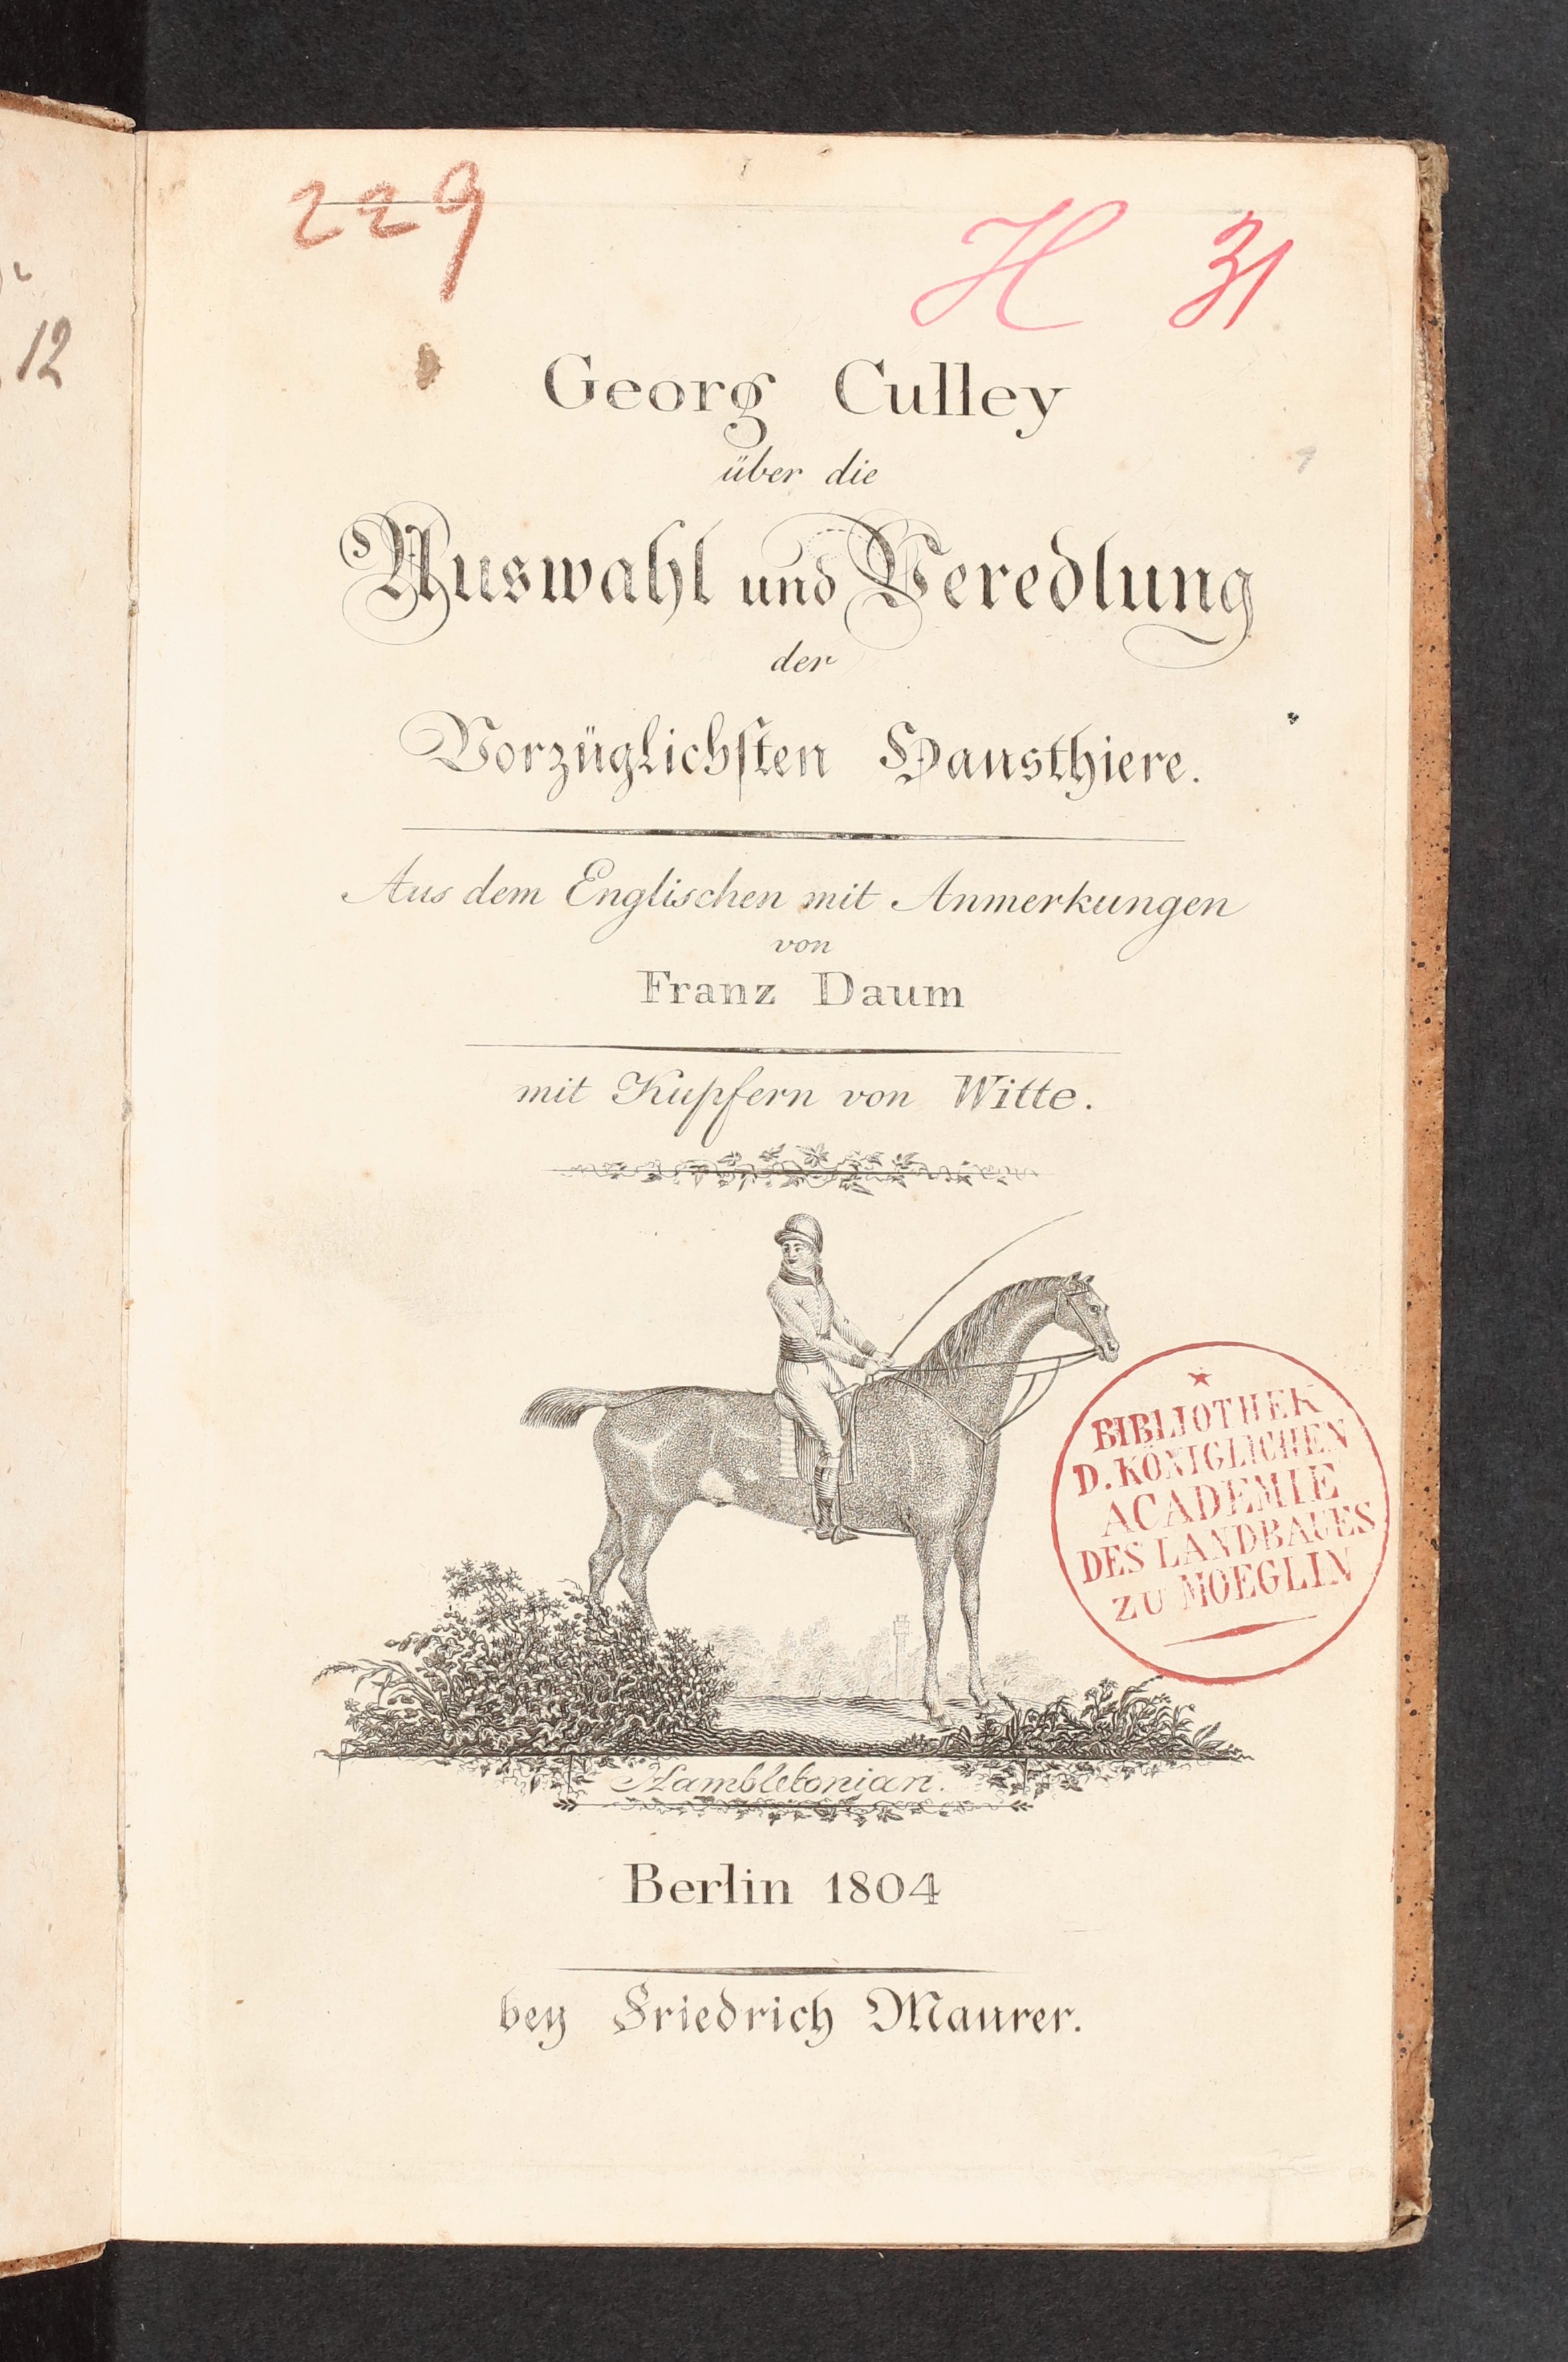 12
229
H 31
Georg Culley
über die
Auswahl und Veredlung
der
Vorzüglichsten Hausthiere.
Aus dem Englischen mit Anmerkungen
von
Franz Daum
mit Kupfern von Witte.
BIBLIOTHEK
D. KÖNIGLICHEN
ACADEMIE
DES LANDBAUES
ZU MOEGLIN
Hambletonian.
Berlin 1804
bey Friedrich Maurer.